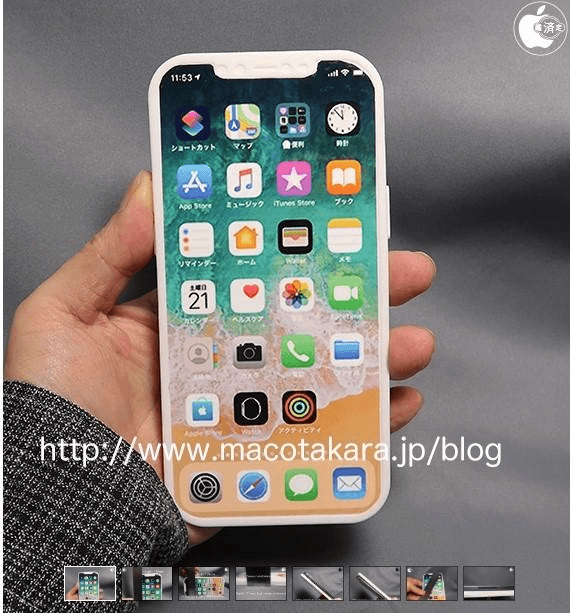 11:53
ショートカット マップ 便利 時計
App Store ミュージック iTunes Store ブック
リマインダー ホーム Wallet メモ
土曜日
21
カレンダー ヘルスケア
Apple Store Watch アクティビティ
http://www.macotakara.jp/blog